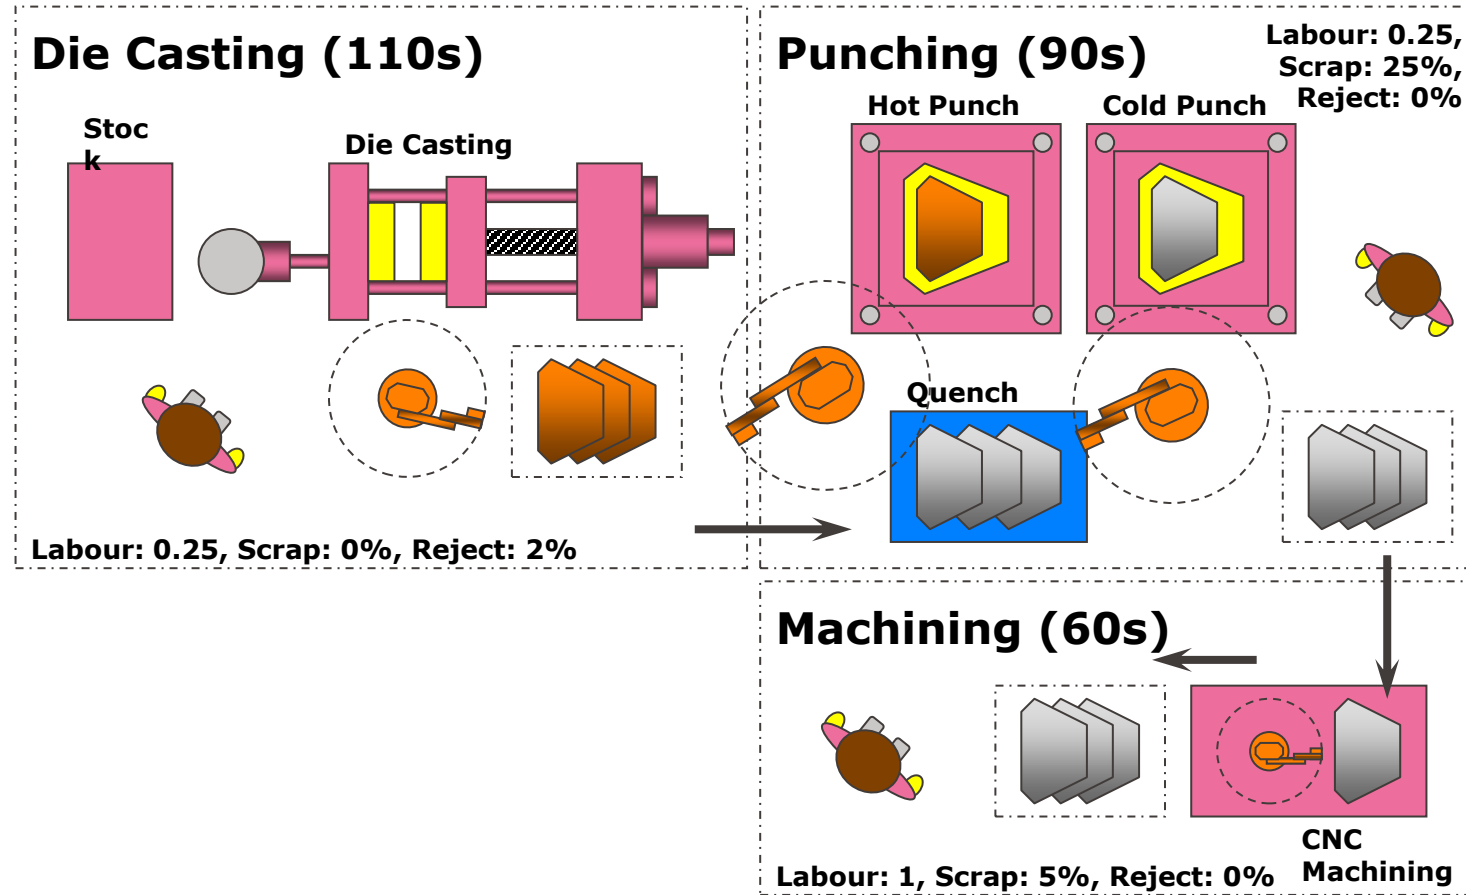 Die Casting (110s)
Stoc
k
Die Casting
Labour: 0.25, Scrap: 0%, Reject: 2%
Punching (90s)
Labour: 0.25,
Scrap: 25%,
Reject: 0%
Hot Punch
Cold Punch
Quench
Machining (60s)
CNC
Machining
Labour: 1, Scrap: 5%, Reject: 0%